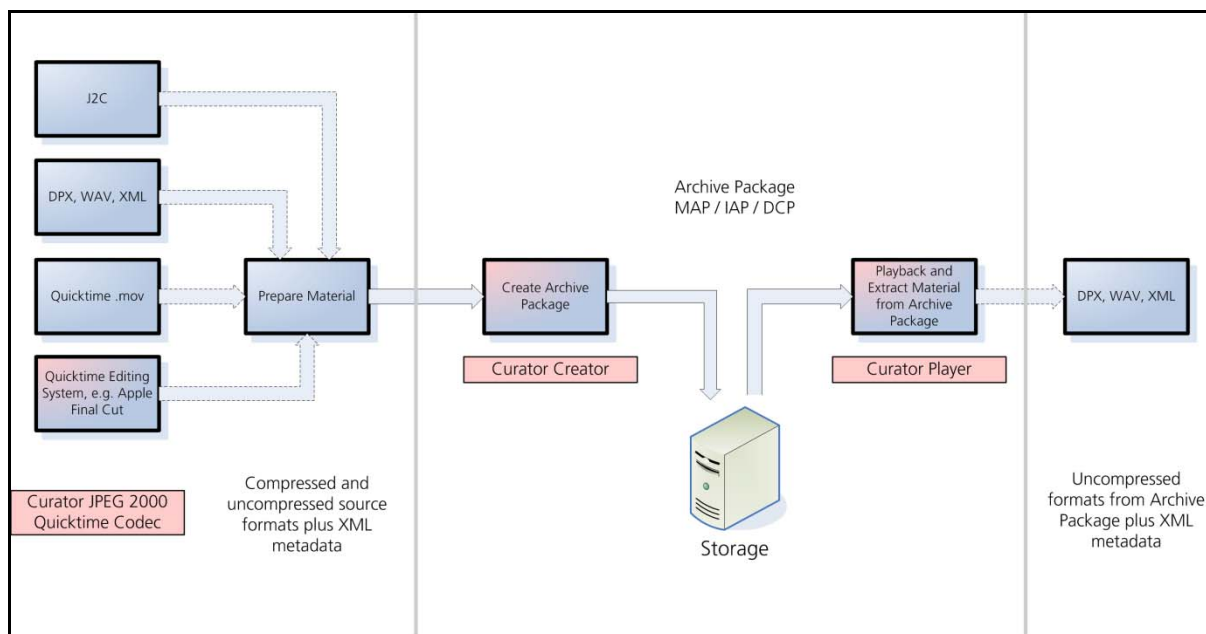 J2C
DPX, WAV, XML
Quicktime .mov
Quicktime Editing
System, e.g. Apple
Final Cut
Curator JPEG 2000
Quicktime Codec
Prepare Material
Compressed and
uncompressed source
formats plus XML
metadata
Archive Package
MAP / IAP / DCP
Create Archive
Package
Curator Creator
Storage
Playback and
Extract Material
from Archive
Package
Curator Player
DPX, WAV, XML
Uncompressed
formats from Archive
Package plus XML
metadata